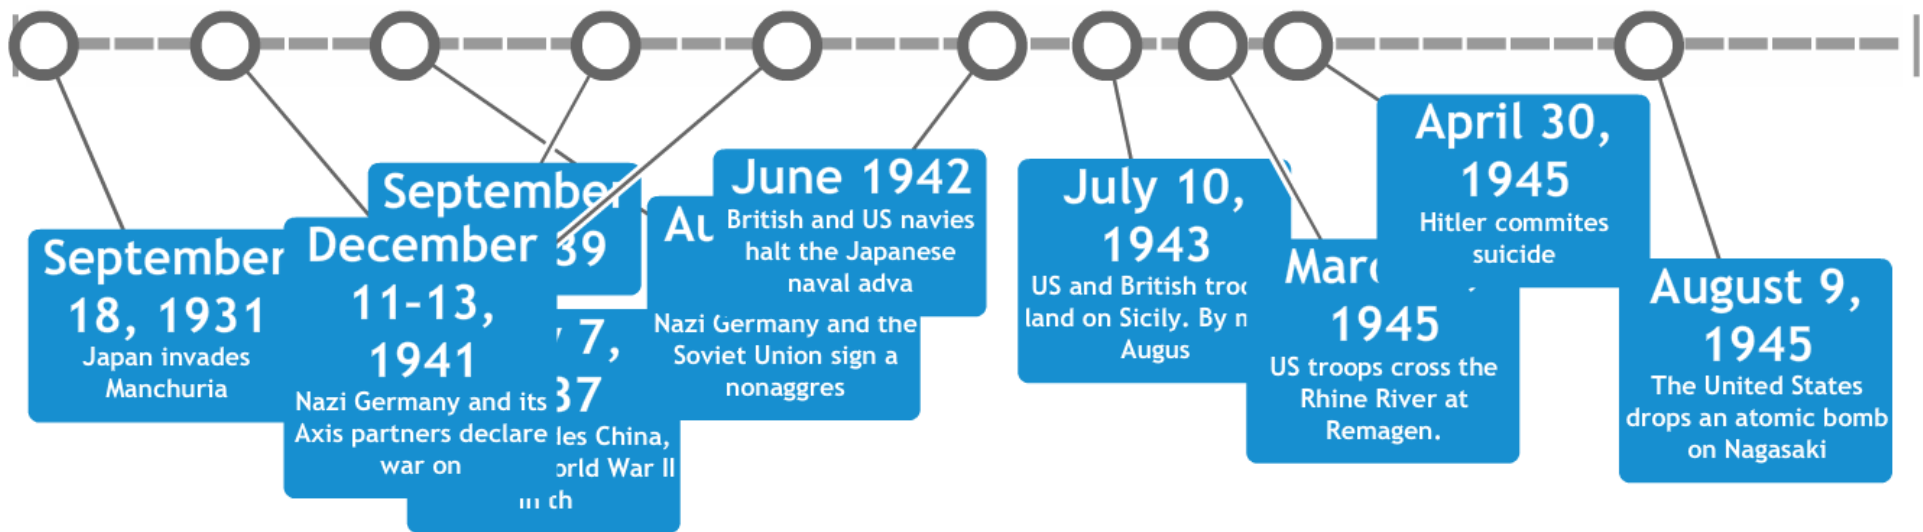 September
18, 1931
Japan invades
Manchuria
December
11-13,
1941
Nazi Germany and its
Axis partners declare
war on
September
39
7,
37
China,
World War II
June 1942
British and US navies
halt the Japanese
naval adva
Nazi Germany and the
Soviet Union sign a
nonaggres
July 10,
1943
US and British
land on Sicily. By
Augus
1945
US troops cross the
Rhine River at
Remagen.
April 30,
1945
Hitler commites
suicide
August 9,
1945
The United States
drops an atomic bomb
on Nagasaki